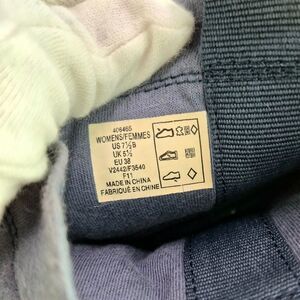 406465
WOMENS/FEMMES
US 7½ B
UK 5½
EU 38
V2442/F3540
F11
MADE IN CHINA
FABRIQUÉ EN CHINE